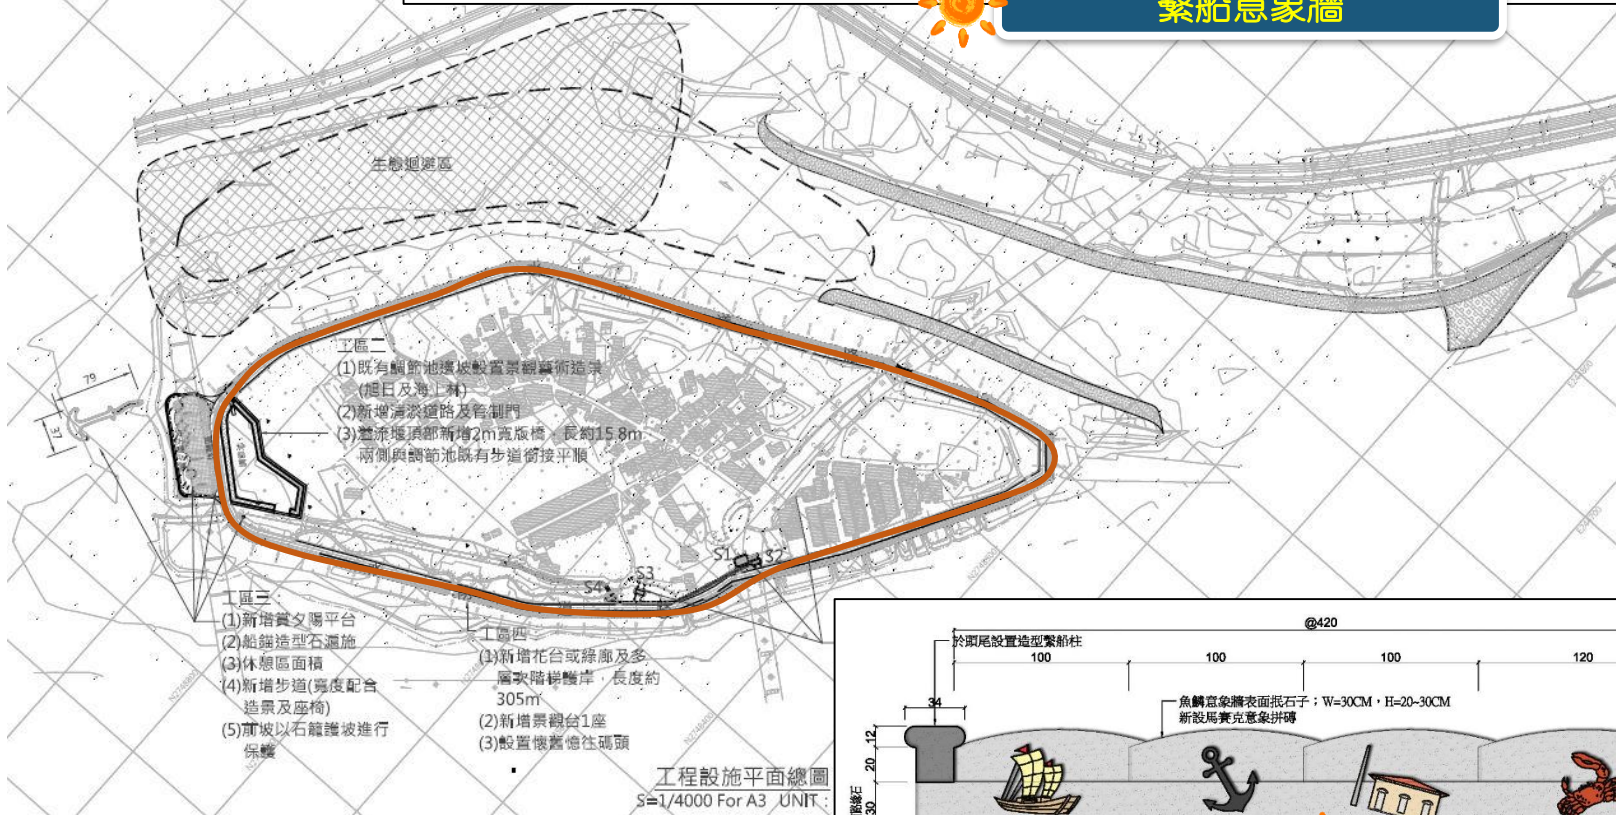 繫船意象牆
生態迴避區
79
37
工區二
(1)既有調節池邊坡設置景觀藝術造景
(旭日及海上林)
(2)新增清淤道路及管制門
(3)溢流堰頂部新增2m寬版橋，長約15.8m
兩側與調節池既有步道銜接平順
S1
S2
S3
S4
工區三
(1)新增賞夕陽平台
(2)船錨造型石滬施
(3)休憩區面積
(4)新增步道(寬度配合
造景及座椅)
(5)前坡以石籠護坡進行
保護
工區四
(1)新增花台或綠廊及多
層次階梯護岸，長度約
305m
(2)新增景觀台1座
(3)設置懷舊憶往碼頭
工程設施平面總圖
S=1/4000 For A3 UNIT :
@420
於頭尾設置造型繫船柱
100
100
100
120
34
魚鱗意象牆表面抿石子；W=30CM，H=20~30CM
新設馬賽克意象拼磚
12
20
30